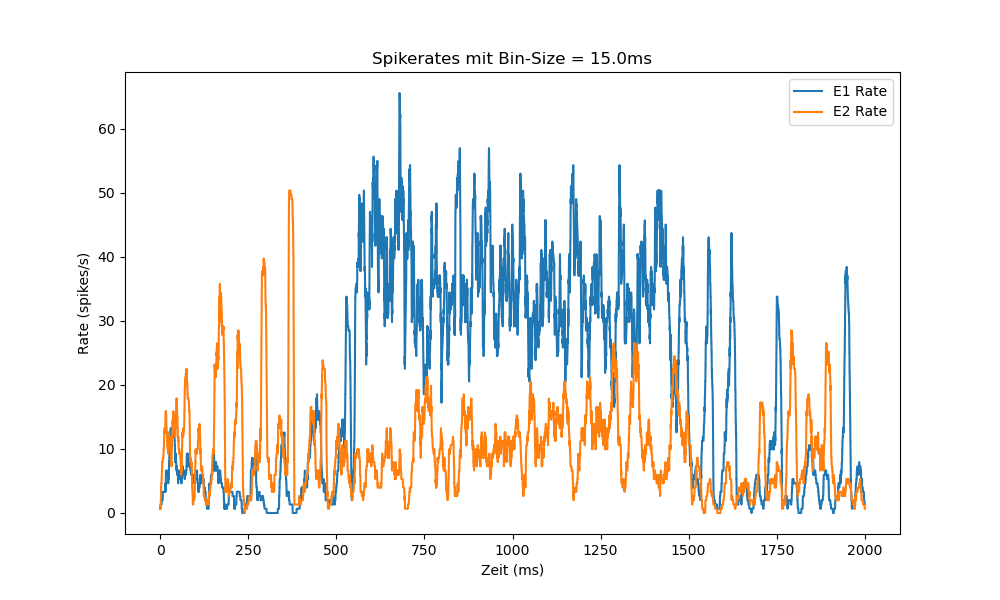 Spikerates mit Bin-Size = 15.0ms
E1 Rate
E2 Rate
60
50
40
30
20
10
0
Rate (spikes/s)
0 250 500 750 1000 1250 1500 1750 2000
Zeit (ms)